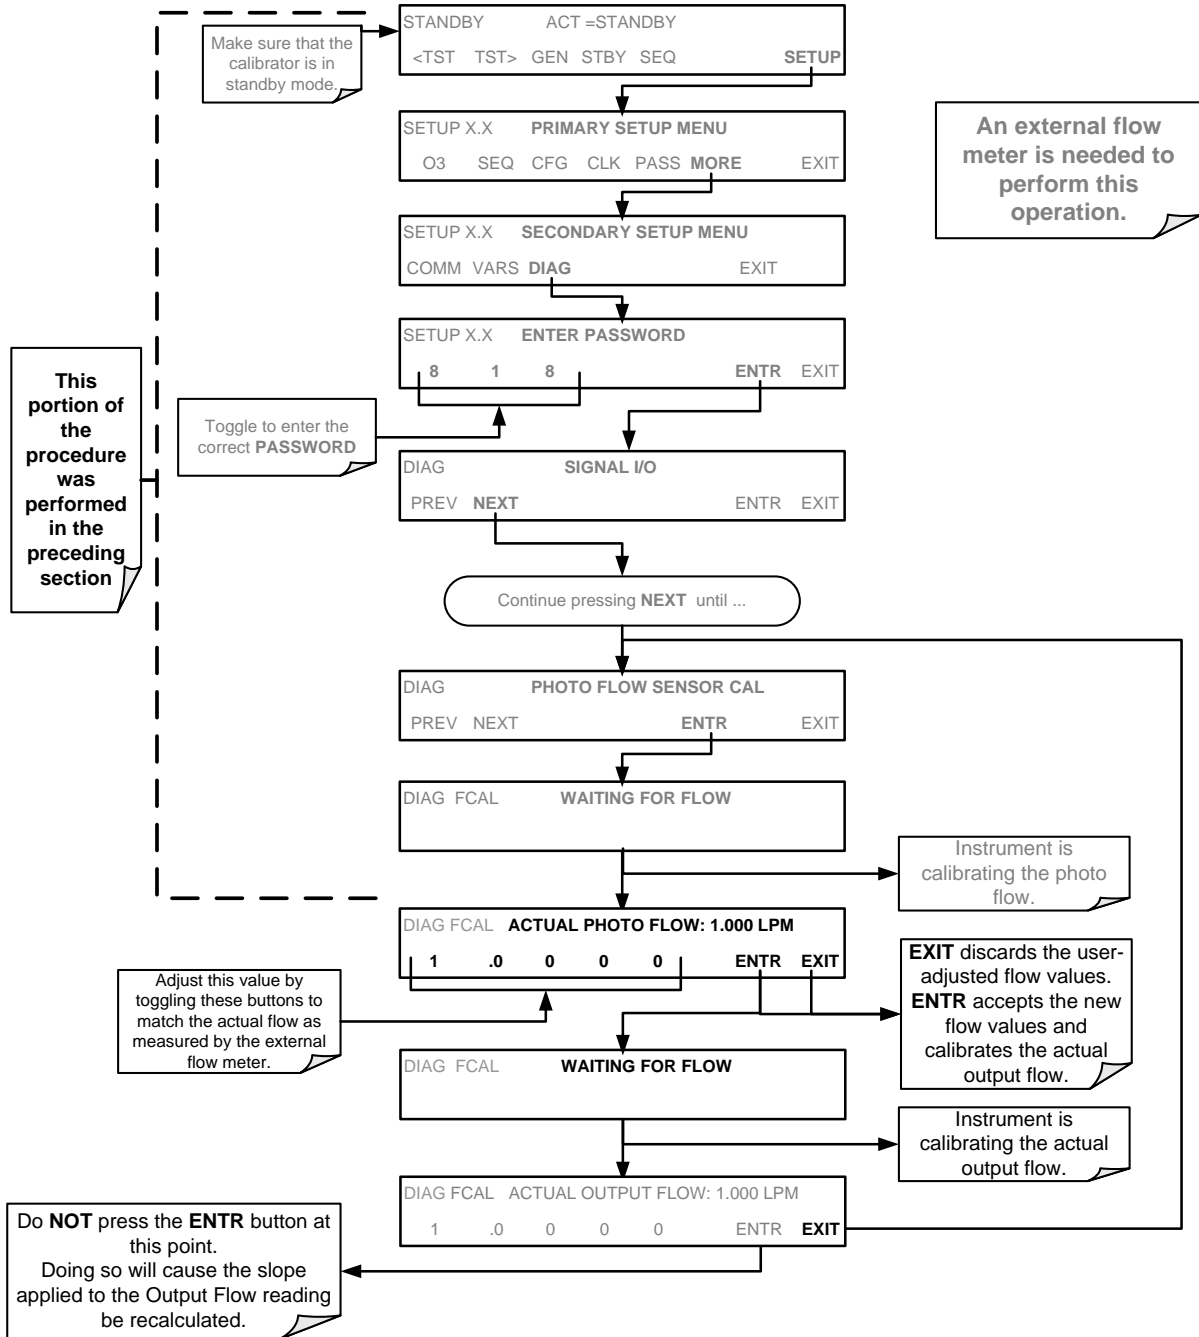 STANDBY ACT =STANDBY
<TST TST> GEN STBY SEQ SETUP
Make sure that the
calibrator is in
standby mode.
SETUP X.X PRIMARY SETUP MENU
O3 SEQ CFG CLK PASS MORE EXIT
An external flow
meter is needed to
perform this
operation.
SETUP X.X SECONDARY SETUP MENU
COMM VARS DIAG EXIT
SETUP X.X ENTER PASSWORD
8 1 8 ENTR EXIT
This
portion of
the
procedure
was
performed
in the
preceding
section
Toggle to enter the
correct PASSWORD
DIAG SIGNAL I/O
PREV NEXT ENTR EXIT
Continue pressing NEXT until ...
DIAG PHOTO FLOW SENSOR CAL
PREV NEXT ENTR EXIT
DIAG FCAL WAITING FOR FLOW
Instrument is
calibrating the photo
flow.
DIAG FCAL ACTUAL PHOTO FLOW: 1.000 LPM
1 .0 0 0 0 ENTR EXIT
Adjust this value by
toggling these buttons to
match the actual flow as
measured by the external
flow meter.
EXIT discards the user-
adjusted flow values.
ENTR accepts the new
flow values and
calibrates the actual
output flow.
DIAG FCAL WAITING FOR FLOW
Instrument is
calibrating the actual
output flow.
DIAG FCAL ACTUAL OUTPUT FLOW: 1.000 LPM
1 .0 0 0 0 ENTR EXIT
Do NOT press the ENTR button at
this point.
Doing so will cause the slope
applied to the Output Flow reading
be recalculated.